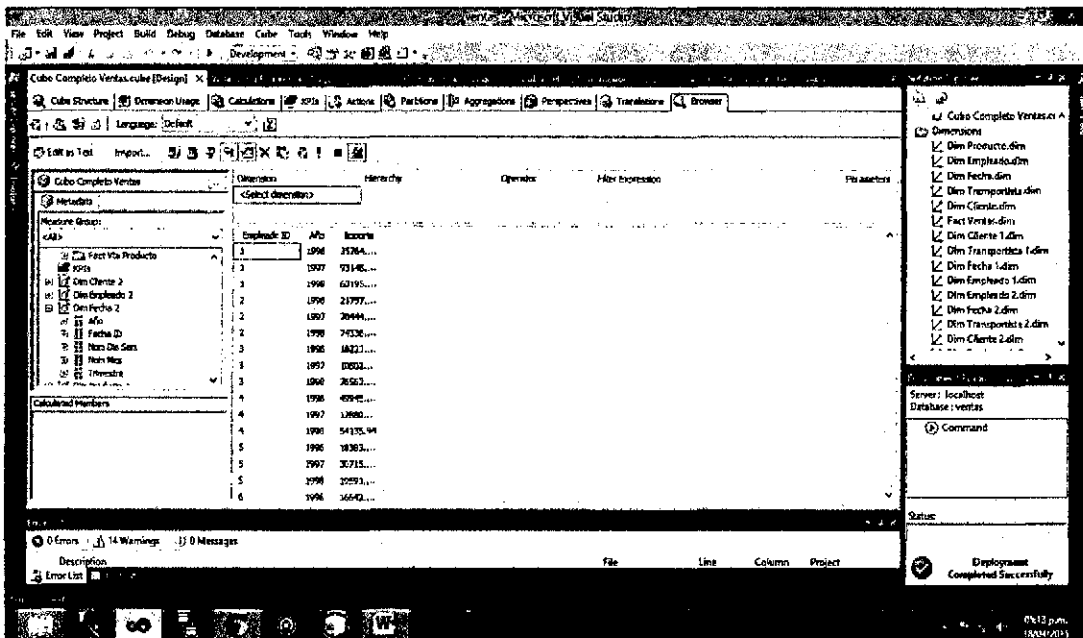 ventas - Microsoft Visual Studio
File Edit View Project Build Debug Database Cube Tools Window Help
Development
Cubo Completo Ventas.cube [Design]
Cube Structure Dimension Usage Calculations KPIs Actions Partitions Aggregations Perspectives Translations Browser
Language: Default
Edit as Text Import...
Cubo Completo Ventas
Metadata
Measure Group:
<All>
Fact Vta Producto
KPIs
Dim Cliente 2
Dim Empleado 2
Dim Fecha 2
Año
Fecha ID
Nom Dia Sem
Nom Mes
Trimestre
Calculated Members
Dimension Hierarchy Operator Filter Expression Parameters
<Select dimension>
Empleado ID Año Importe
1 1996
1 1997
1 1998
2 1996
2 1997
2 1998
3 1996
3 1997
3 1998
4 1996
4 1997
4 1998 54135.94
5 1996
5 1997
5 1998
6 1996
Cubo Completo Ventas.cu
Dimensions
Dim Producto.dim
Dim Empleado.dim
Dim Fecha.dim
Dim Transportista.dim
Dim Cliente.dim
Fact Ventas.dim
Dim Cliente 1.dim
Dim Transportista 1.dim
Dim Fecha 1.dim
Dim Empleado 1.dim
Dim Empleado 2.dim
Dim Fecha 2.dim
Dim Transportista 2.dim
Dim Cliente 2.dim
Server: localhost
Database: ventas
Command
Status:
Deployment
Completed Successfully
0 Errors 14 Warnings 0 Messages
Description File Line Column Project
Error List
05:13 p.m.